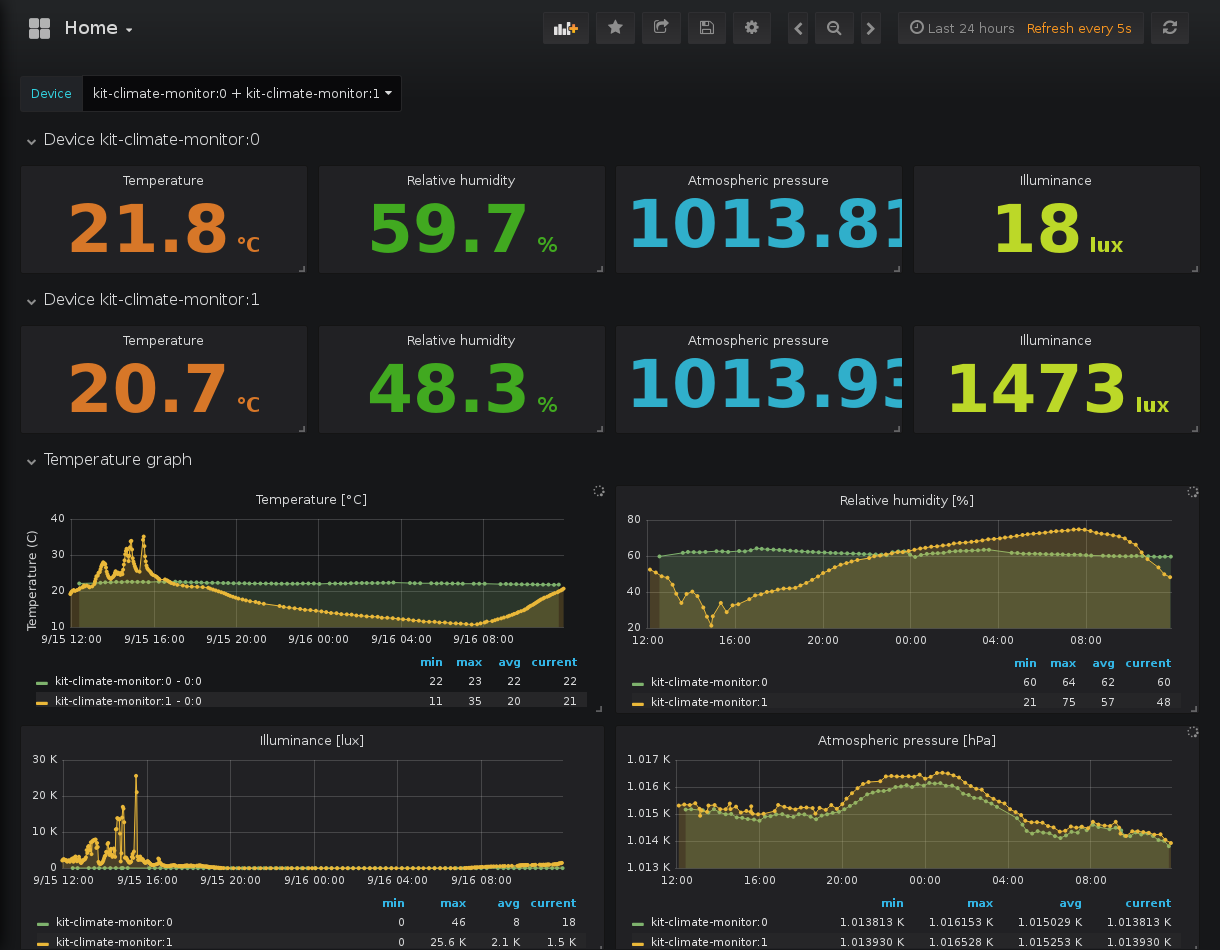 Home
Last 24 hours Refresh every 5s
Device kit-climate-monitor:0 + kit-climate-monitor:1
Device kit-climate-monitor:0
Temperature Relative humidity Atmospheric pressure Illuminance
21.8 °C 59.7 % 1013.81 18 lux
Device kit-climate-monitor:1
Temperature Relative humidity Atmospheric pressure Illuminance
20.7 °C 48.3 % 1013.93 1473 lux
Temperature graph
Temperature [°C]
Temperature (C)
40
30
20
10
9/15 12:00 9/15 16:00 9/15 20:00 9/16 00:00 9/16 04:00 9/16 08:00
min max avg current
kit-climate-monitor:0 - 0:0 22 23 22 22
kit-climate-monitor:1 - 0:0 11 35 20 21
Relative humidity [%]
80
60
40
20
12:00 16:00 20:00 00:00 04:00 08:00
min max avg current
kit-climate-monitor:0 60 64 62 60
kit-climate-monitor:1 21 75 57 48
Illuminance [lux]
30 K
20 K
10 K
0
9/15 12:00 9/15 16:00 9/15 20:00 9/16 00:00 9/16 04:00 9/16 08:00
min max avg current
kit-climate-monitor:0 0 46 8 18
kit-climate-monitor:1 0 25.6 K 2.1 K 1.5 K
Atmospheric pressure [hPa]
1.017 K
1.016 K
1.015 K
1.014 K
1.013 K
12:00 16:00 20:00 00:00 04:00 08:00
min max avg current
kit-climate-monitor:0 1.013813 K 1.016153 K 1.015029 K 1.013813 K
kit-climate-monitor:1 1.013930 K 1.016528 K 1.015253 K 1.013930 K